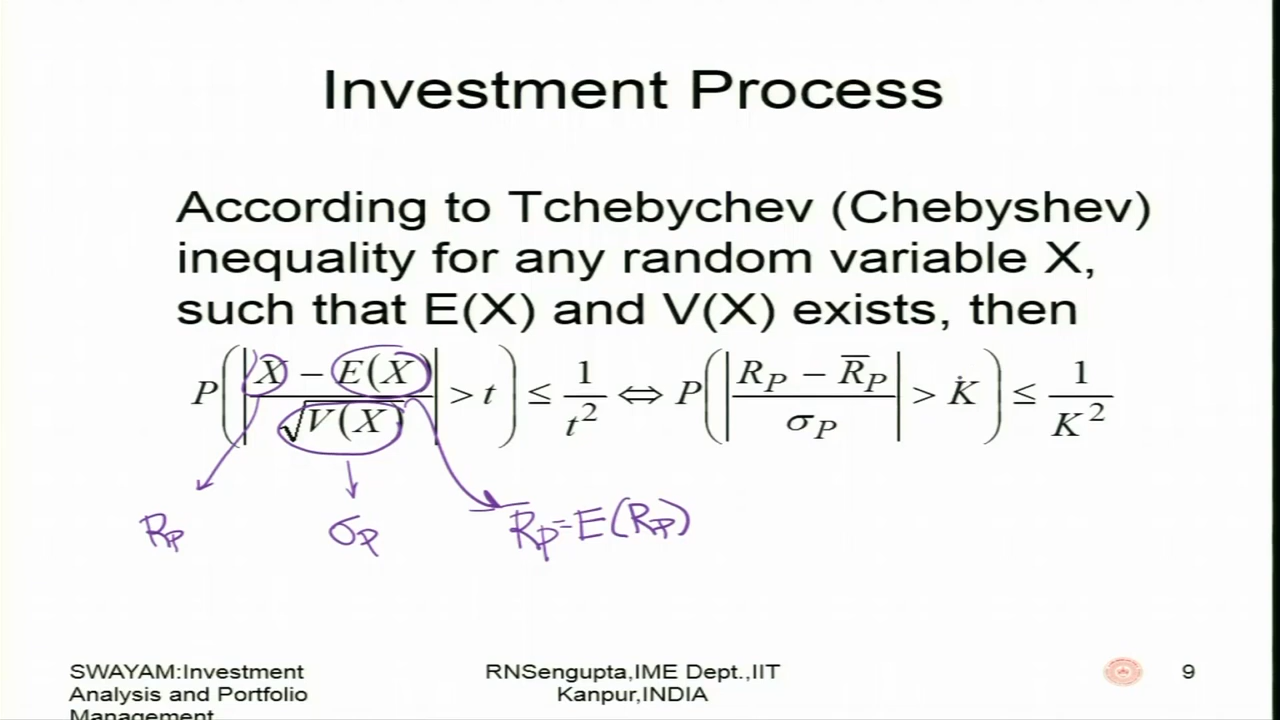 Investment Process
According to Tchebychev (Chebyshev)
inequality for any random variable X,
such that E(X) and V(X) exists, then
P(|X − E(X)/√V(X)| > t) ≤ 1/t² ⇔ P(|R_P − R̅_P/σ_P| > K̇) ≤ 1/K²
R_P σ_P R̅_P = E(R_P)
SWAYAM:Investment
Analysis and Portfolio
Management
RNSengupta,IME Dept.,IIT
Kanpur,INDIA
9